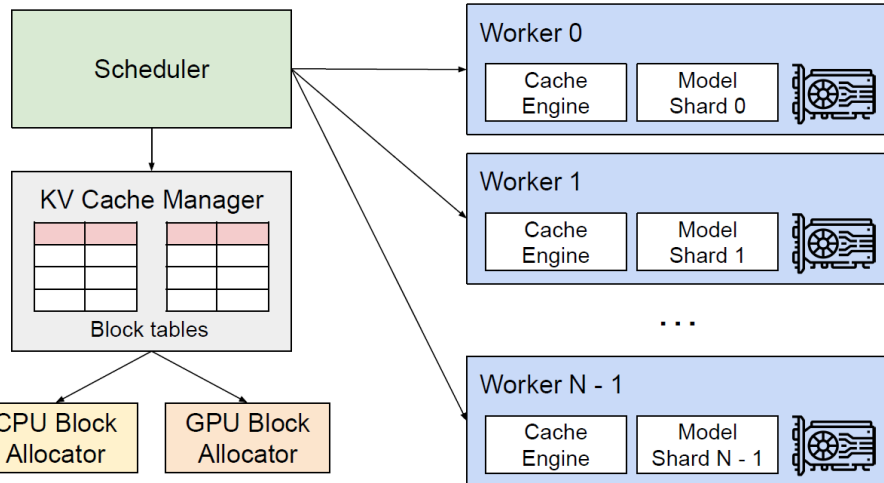 Scheduler
KV Cache Manager
Block tables
CPU Block
Allocator
GPU Block
Allocator
Worker 0
Cache
Engine
Model
Shard 0
Worker 1
Cache
Engine
Model
Shard 1
...
Worker N - 1
Cache
Engine
Model
Shard N - 1